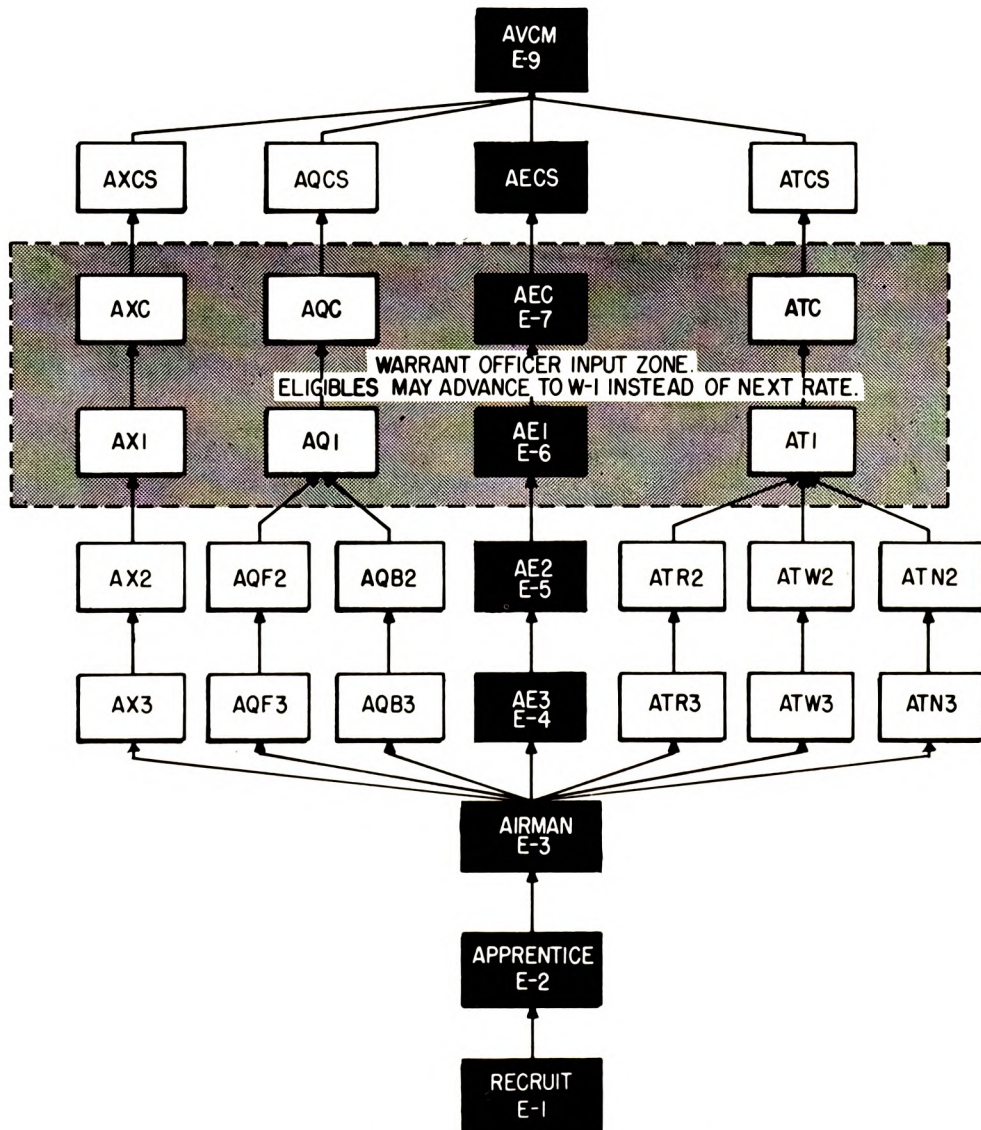 AVCM
E-9
AXCS
AQCS
AECS
ATCS
AXC
AQC
AEC
E-7
ATC
WARRANT OFFICER INPUT ZONE.
ELIGIBLES MAY ADVANCE TO W-1 INSTEAD OF NEXT RATE.
AX1
AQ1
AE1
E-6
AT1
AX2
AQF2
AQB2
AE2
E-5
ATR2
ATW2
ATN2
AX3
AQF3
AQB3
AE3
E-4
ATR3
ATW3
ATN3
AIRMAN
E-3
APPRENTICE
E-2
RECRUIT
E-1